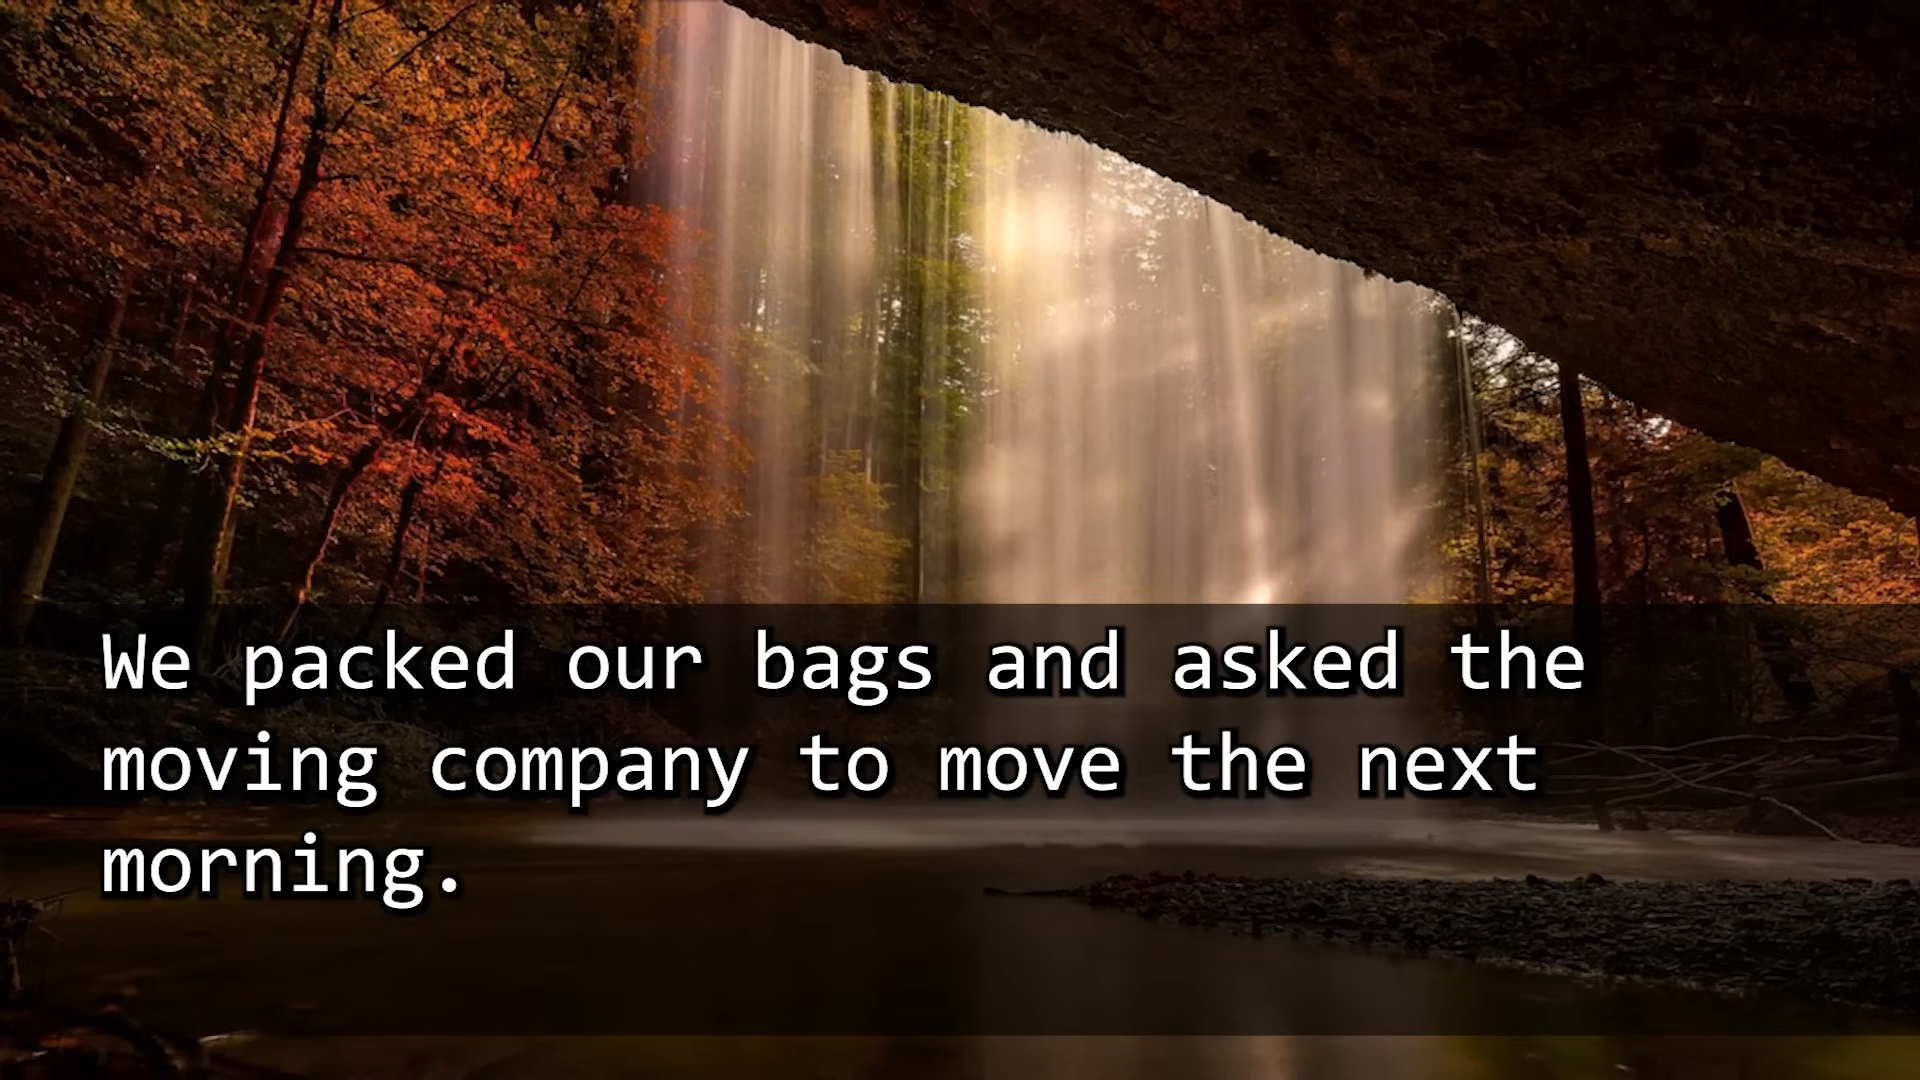 We packed our bags and asked the
moving company to move the next
morning.